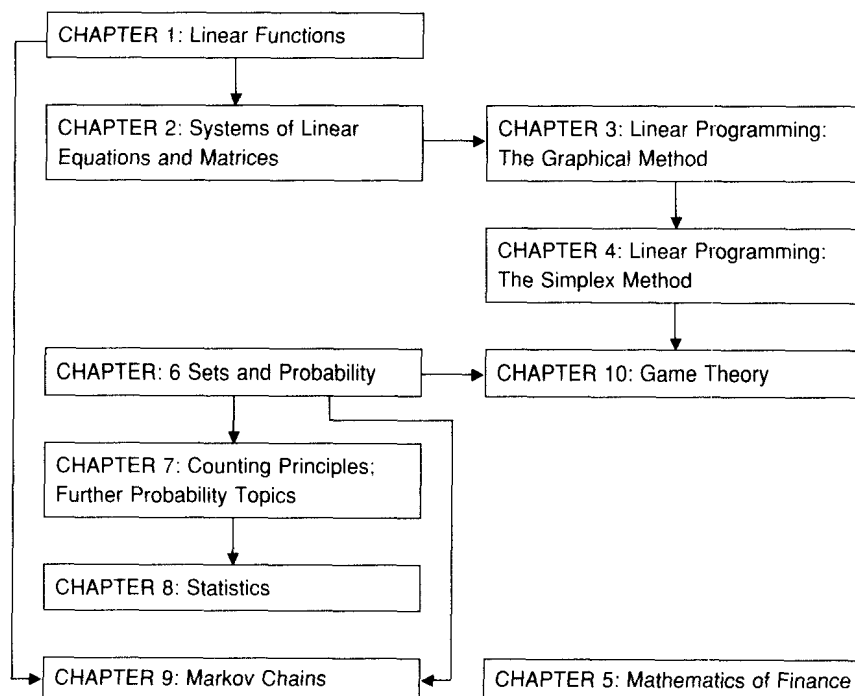 CHAPTER 1: Linear Functions
CHAPTER 2: Systems of Linear
Equations and Matrices
CHAPTER 3: Linear Programming:
The Graphical Method
CHAPTER 4: Linear Programming:
The Simplex Method
CHAPTER: 6 Sets and Probability
CHAPTER 10: Game Theory
CHAPTER 7: Counting Principles;
Further Probability Topics
CHAPTER 8: Statistics
CHAPTER 9: Markov Chains
CHAPTER 5: Mathematics of Finance